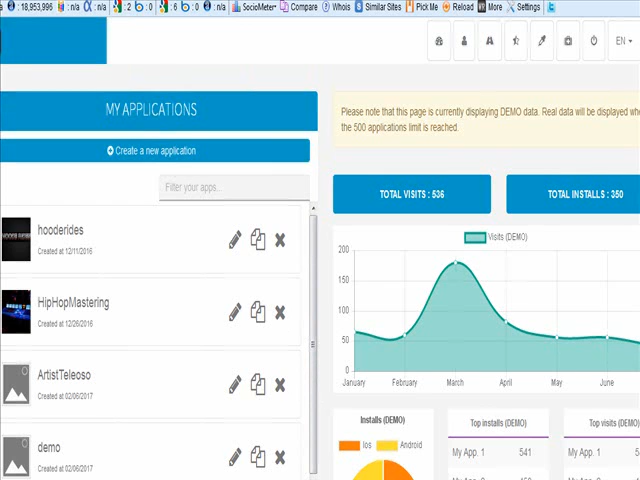 a : 18,953,996 : n/a : n/a : 2 : 0 : 6 : 0 : n/a SocioMeter Compare Whois Similar Sites Pick Me Reload More Settings
EN
MY APPLICATIONS
Create a new application
Filter your apps...
hooderides
Created at 12/11/2016
HipHopMastering
Created at 12/26/2016
ArtistTeleoso
Created at 02/06/2017
demo
Created at 02/06/2017
Please note that this page is currently displaying DEMO data. Real data will be displayed
the 500 applications limit is reached.
TOTAL VISITS : 536
TOTAL INSTALLS : 350
Visits (DEMO)
200
150
100
50
0
January February March April May June
Installs (DEMO)
Ios Android
Top installs (DEMO)
My App. 1 541
Top visits (DEMO)
My App. 1